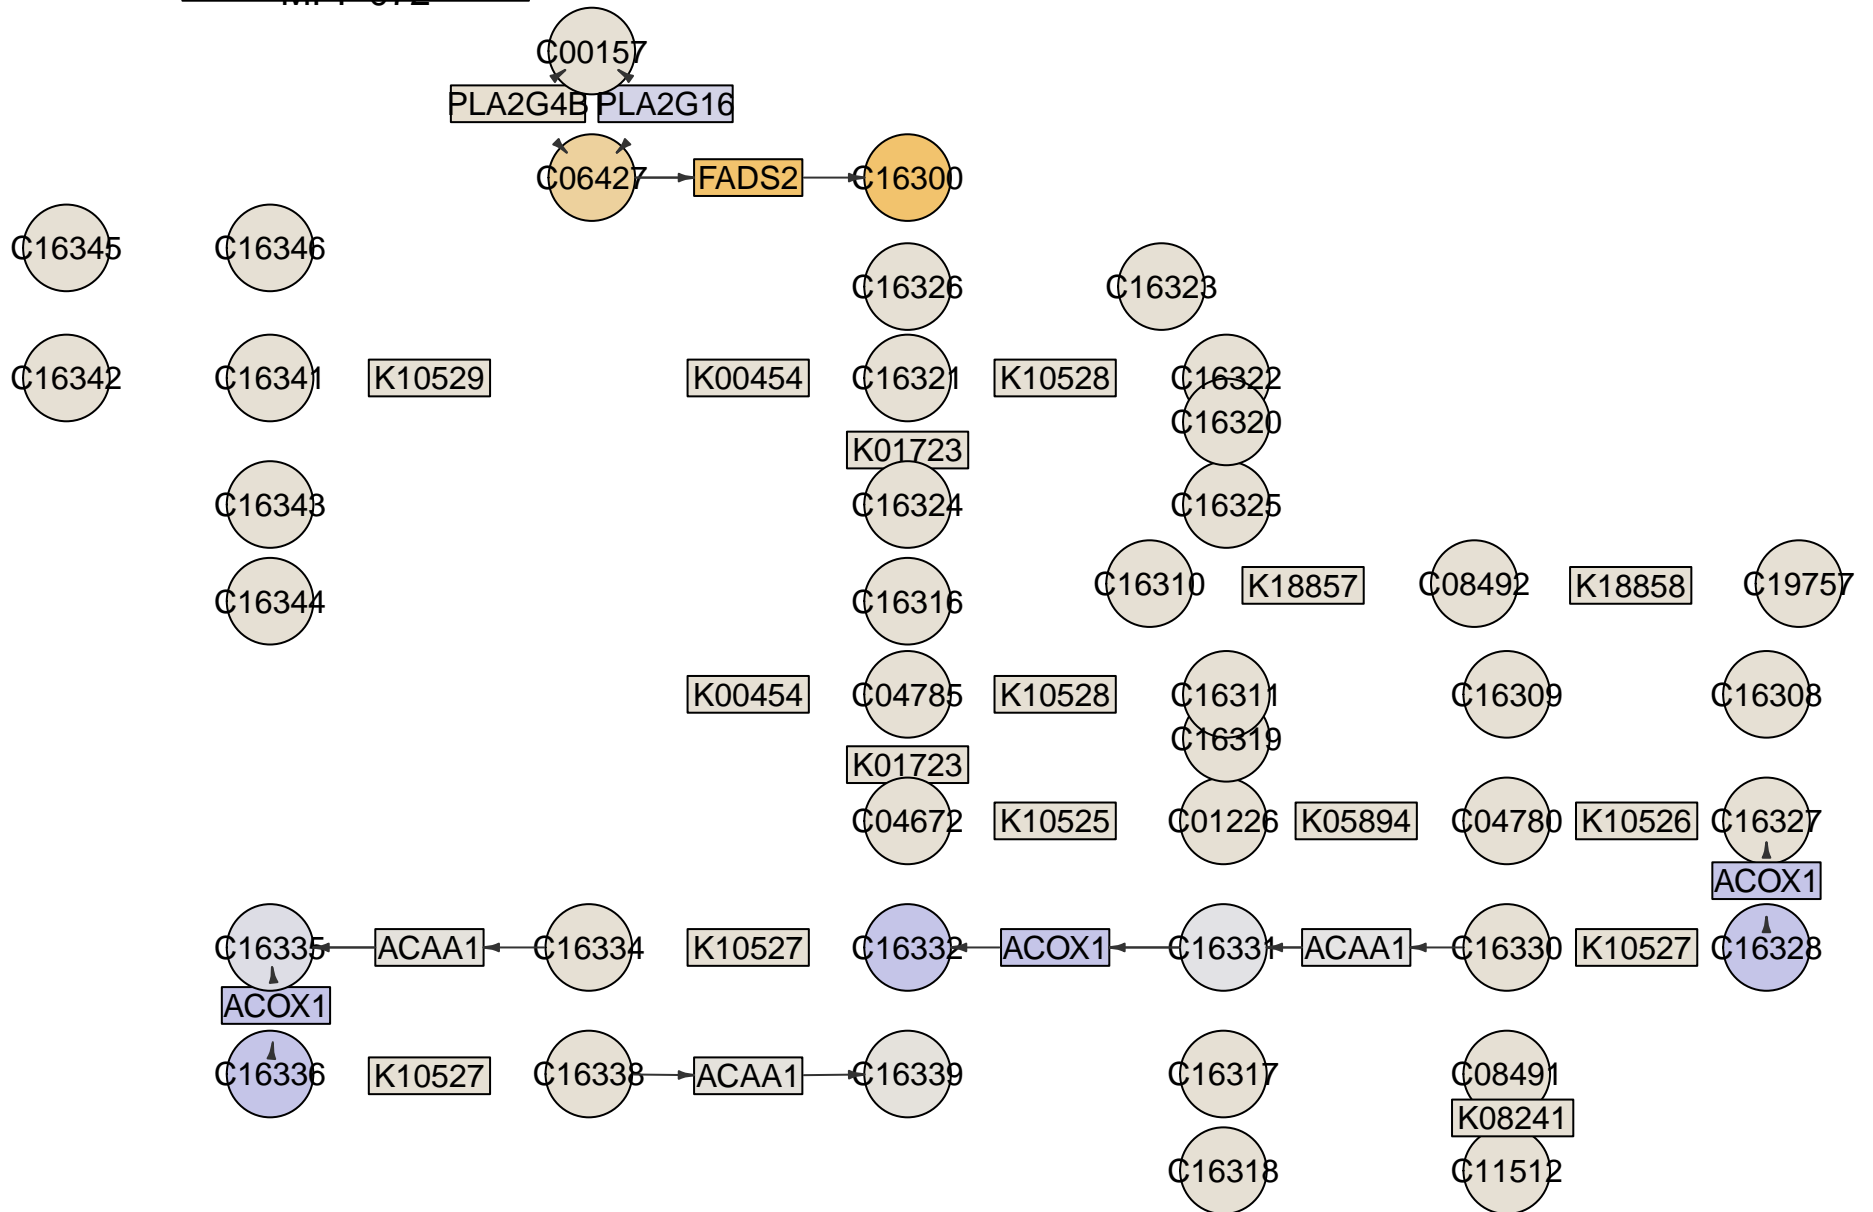 C00157
PLA2G4B PLA2G16
C06427 FADS2 C16300
C16345 C16346
C16326 C16323
C16342 C16341 K10529 K00454 C16321 K10528 C16322
C16320
K01723
C16343 C16324 C16325
C16310 K18857 C08492 K18858 C19757
C16344 C16316
K00454 C04785 K10528 C16311 C16309 C16308
C16319
K01723
C04672 K10525 C01226 K05894 C04780 K10526 C16327
ACOX1
C16335 ACAA1 C16334 K10527 C16332 ACOX1 C16331 ACAA1 C16330 K10527 C16328
ACOX1
C16336 K10527 C16338 ACAA1 C16339 C16317 C08491
K08241
C16318 C11512